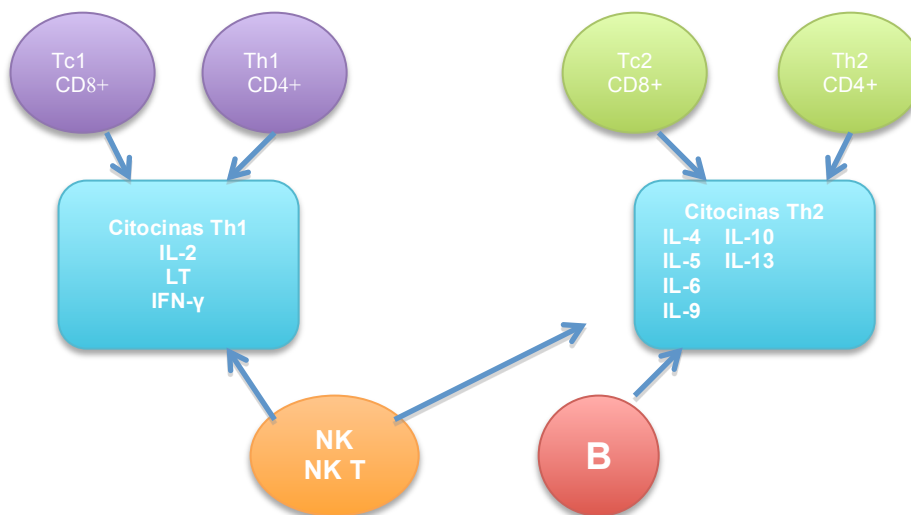 Tc1
CD8+
Th1
CD4+
Tc2
CD8+
Th2
CD4+
Citocinas Th1
IL-2
LT
IFN-γ
Citocinas Th2
IL-4 IL-10
IL-5 IL-13
IL-6
IL-9
NK
NK T
B